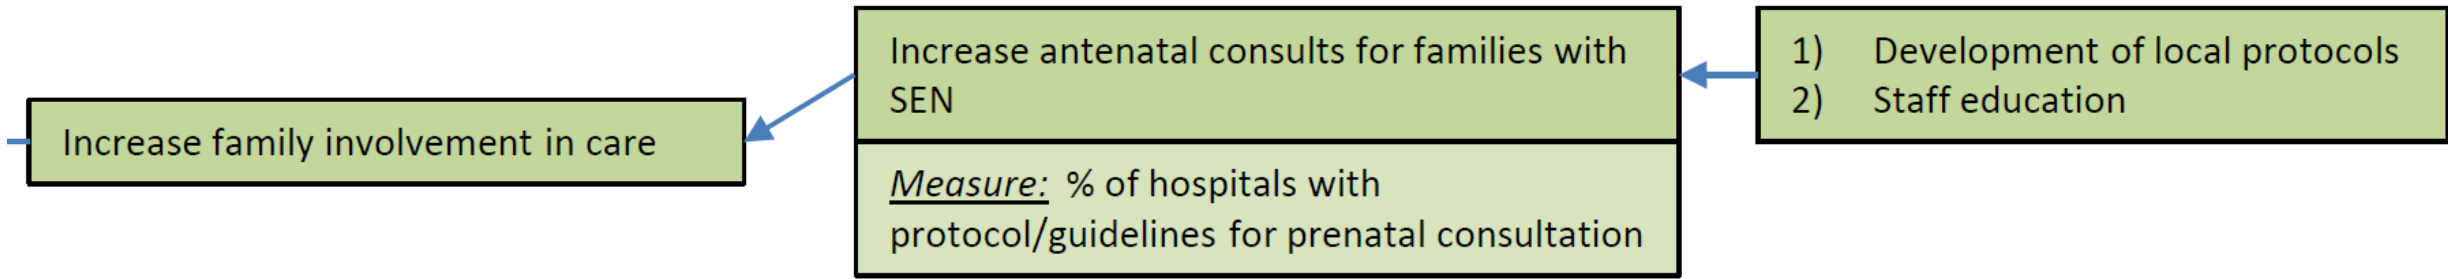 Increase family involvement in care
Increase antenatal consults for families with
SEN
Measure: % of hospitals with
protocol/guidelines for prenatal consultation
1) Development of local protocols
2) Staff education